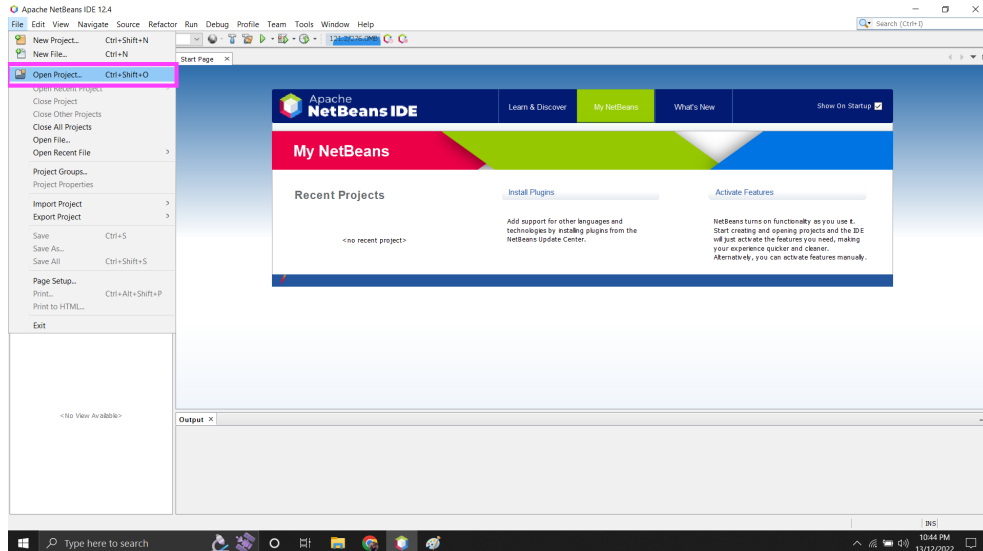 Apache NetBeans IDE 12.4
File Edit View Navigate Source Refactor Run Debug Profile Team Tools Window Help
Search (Ctrl+I)
New Project... Ctrl+Shift+N
New File... Ctrl+N
Open Project... Ctrl+Shift+O
Open Recent Project
Close Project
Close Other Projects
Close All Projects
Open File...
Open Recent File
Project Groups...
Project Properties
Import Project
Export Project
Save Ctrl+S
Save As...
Save All Ctrl+Shift+S
Page Setup...
Print... Ctrl+Alt+Shift+P
Print to HTML...
Exit
<No View Available>
Start Page
Apache
NetBeans IDE
Learn & Discover
My NetBeans
What's New
Show On Startup
My NetBeans
Recent Projects
<no recent project>
Install Plugins
Add support for other languages and
technologies by installing plugins from the
NetBeans Update Center.
Activate Features
NetBeans turns on functionality as you use it.
Start creating and opening projects and the IDE
will just activate the features you need, making
your experience quicker and cleaner.
Alternatively, you can activate features manually.
Output
INS
Type here to search
10:44 PM
13/12/2022